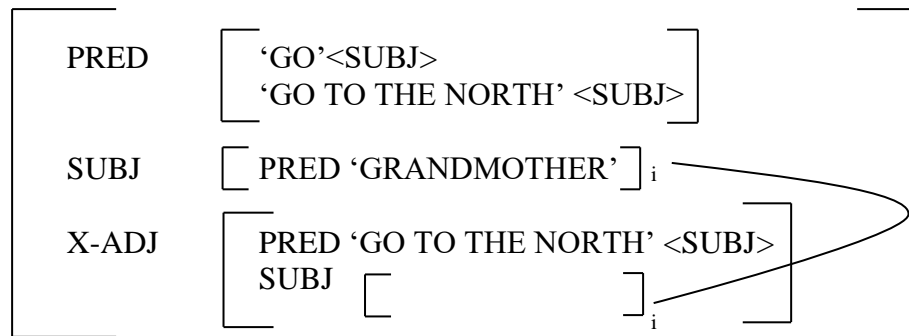 PRED ‘GO’<SUBJ>
‘GO TO THE NORTH’ <SUBJ>
SUBJ PRED ‘GRANDMOTHER’ i
X-ADJ PRED ‘GO TO THE NORTH’ <SUBJ>
SUBJ
i